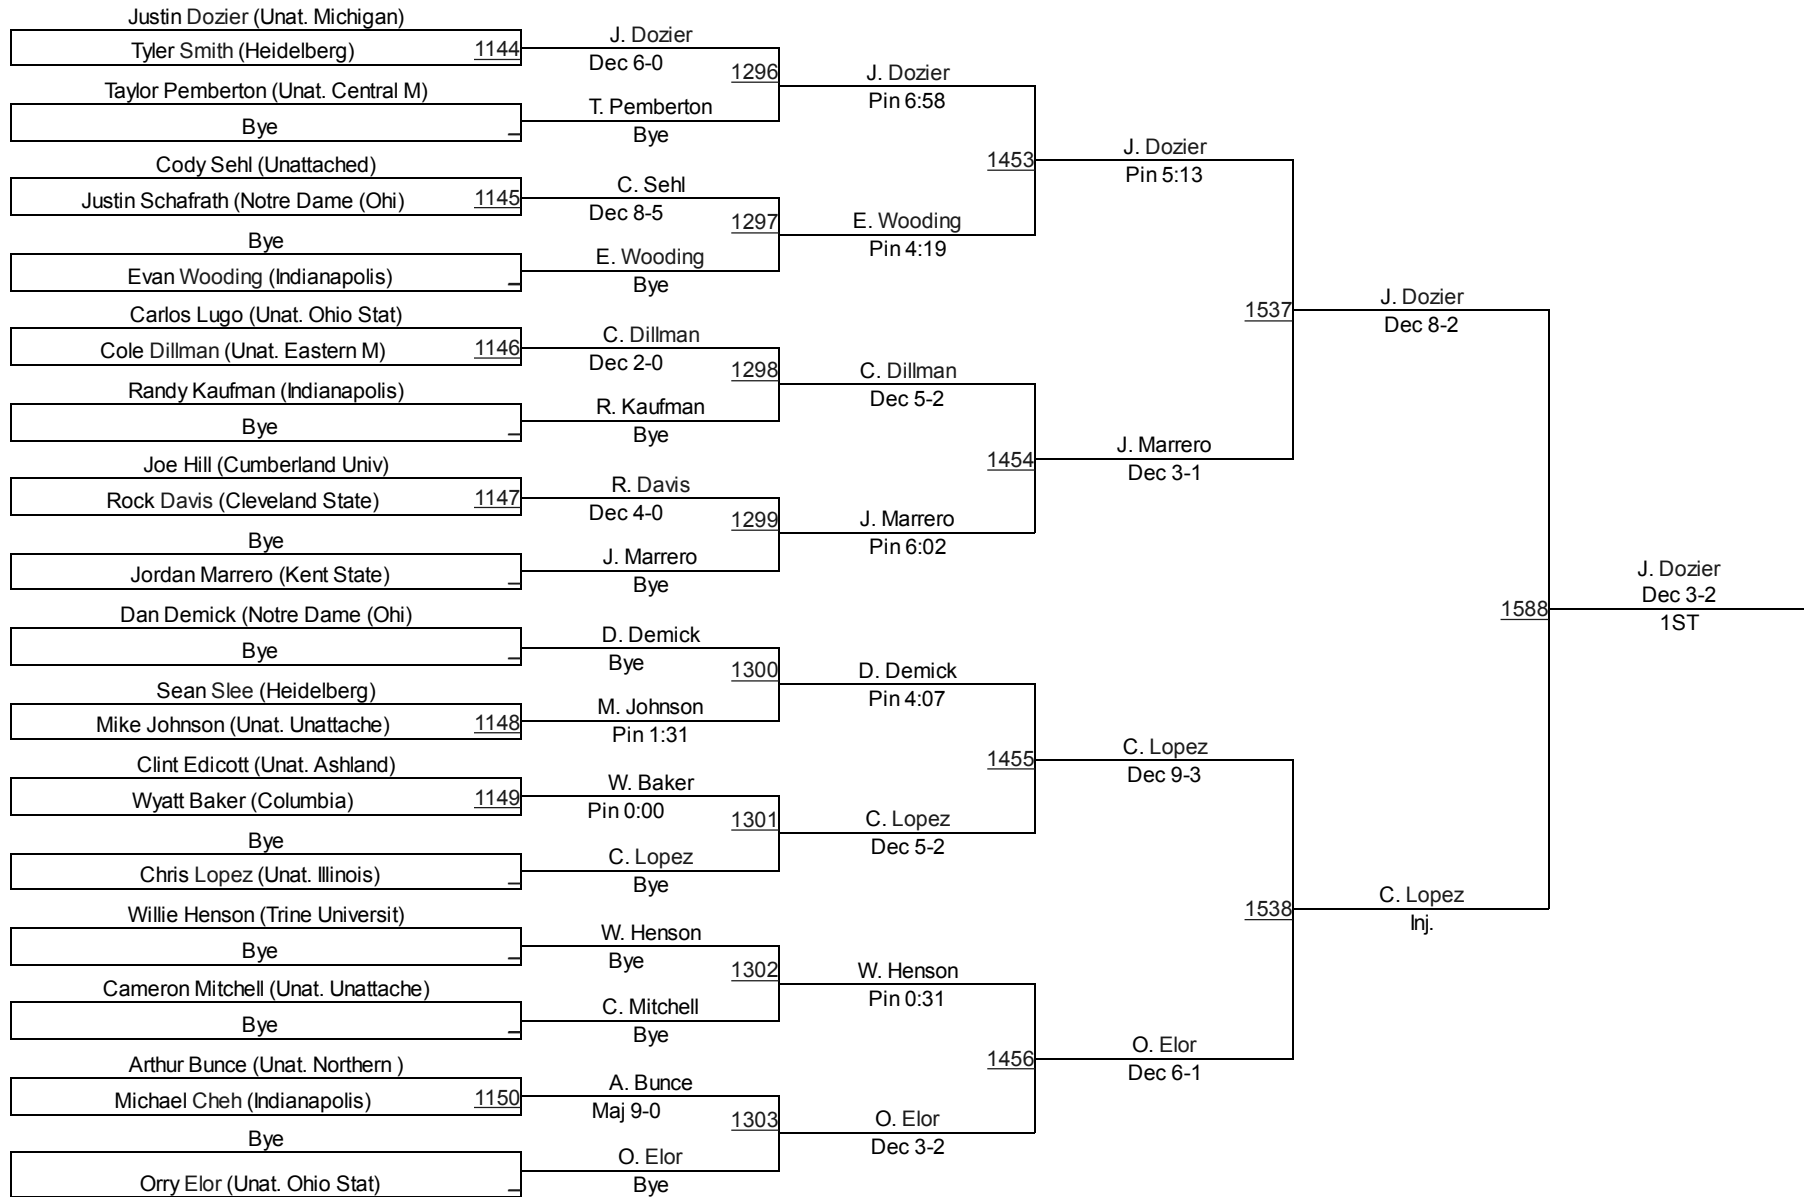 Justin Dozier (Unat. Michigan)
Tyler Smith (Heidelberg) 1144
Taylor Pemberton (Unat. Central M)
Bye _
Cody Sehl (Unattached)
Justin Schafrath (Notre Dame (Ohi) 1145
Bye
Evan Wooding (Indianapolis) _
Carlos Lugo (Unat. Ohio Stat)
Cole Dillman (Unat. Eastern M) 1146
Randy Kaufman (Indianapolis)
Bye _
Joe Hill (Cumberland Univ)
Rock Davis (Cleveland State) 1147
Bye
Jordan Marrero (Kent State) _
Dan Demick (Notre Dame (Ohi)
Bye _
Sean Slee (Heidelberg)
Mike Johnson (Unat. Unattache) 1148
Clint Edicott (Unat. Ashland)
Wyatt Baker (Columbia) 1149
Bye
Chris Lopez (Unat. Illinois) _
Willie Henson (Trine Universit)
Bye _
Cameron Mitchell (Unat. Unattache)
Bye _
Arthur Bunce (Unat. Northern )
Michael Cheh (Indianapolis) 1150
Bye
Orry Elor (Unat. Ohio Stat) _
J. Dozier
Dec 6-0
1296
T. Pemberton
Bye
C. Sehl
Dec 8-5
1297
E. Wooding
Bye
C. Dillman
Dec 2-0
1298
R. Kaufman
Bye
R. Davis
Dec 4-0
1299
J. Marrero
Bye
D. Demick
Bye
1300
M. Johnson
Pin 1:31
W. Baker
Pin 0:00
1301
C. Lopez
Bye
W. Henson
Bye
1302
C. Mitchell
Bye
A. Bunce
Maj 9-0
1303
O. Elor
Bye
J. Dozier
Pin 6:58
1453
E. Wooding
Pin 4:19
C. Dillman
Dec 5-2
1454
J. Marrero
Pin 6:02
D. Demick
Pin 4:07
1455
C. Lopez
Dec 5-2
W. Henson
Pin 0:31
1456
O. Elor
Dec 3-2
J. Dozier
Pin 5:13
1537
J. Marrero
Dec 3-1
C. Lopez
Dec 9-3
1538
O. Elor
Dec 6-1
J. Dozier
Dec 8-2
1588
C. Lopez
Inj.
J. Dozier
Dec 3-2
1ST